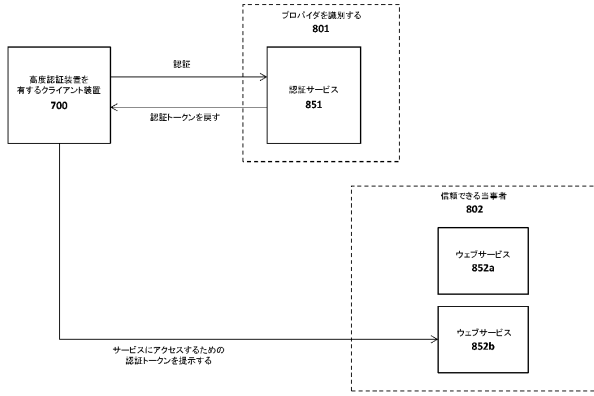 プロバイダを識別する
801
高度認証装置を
有するクライアント装置
700
認証
認証サービス
851
認証トークンを戻す
信頼できる当事者
802
ウェブサービス
852a
ウェブサービス
852b
サービスにアクセスするための
認証トークンを提示する